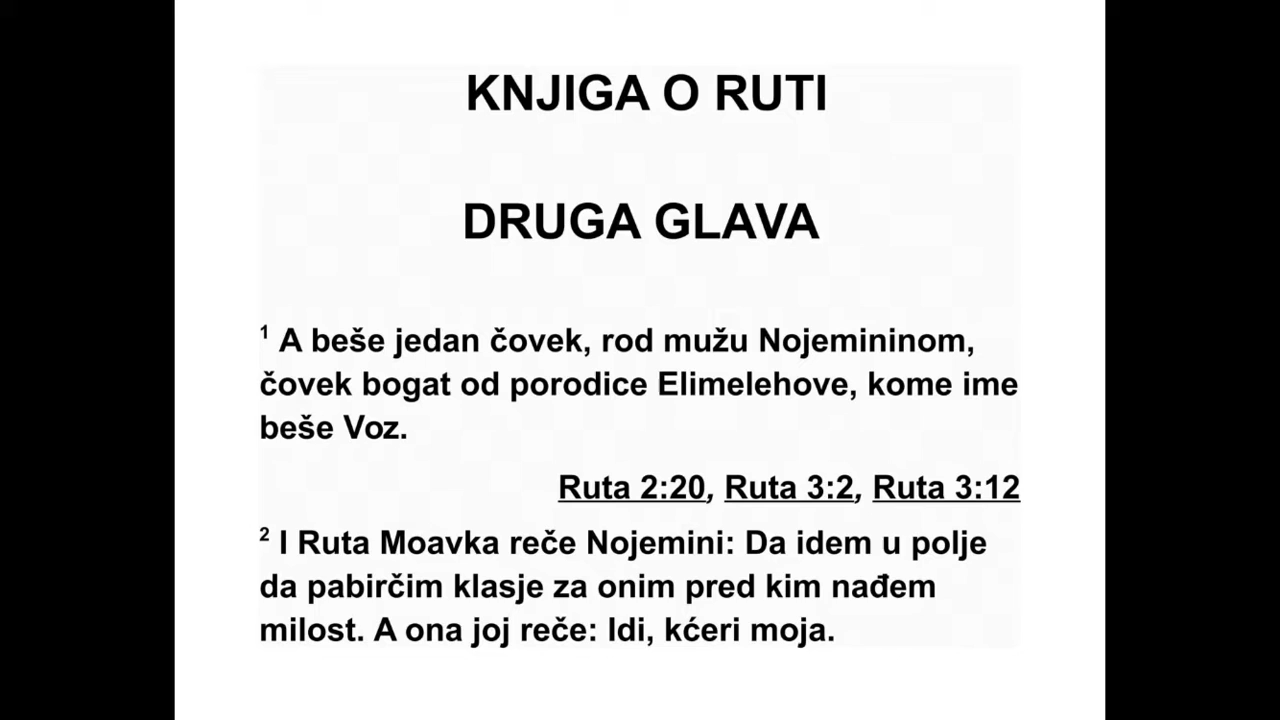 KNJIGA O RUTI
DRUGA GLAVA
1 A beše jedan čovek, rod mužu Nojemininom,
čovek bogat od porodice Elimelehove, kome ime
beše Voz.
Ruta 2:20, Ruta 3:2, Ruta 3:12
2 I Ruta Moavka reče Nojemini: Da idem u polje
da pabirčim klasje za onim pred kim nađem
milost. A ona joj reče: Idi, kćeri moja.